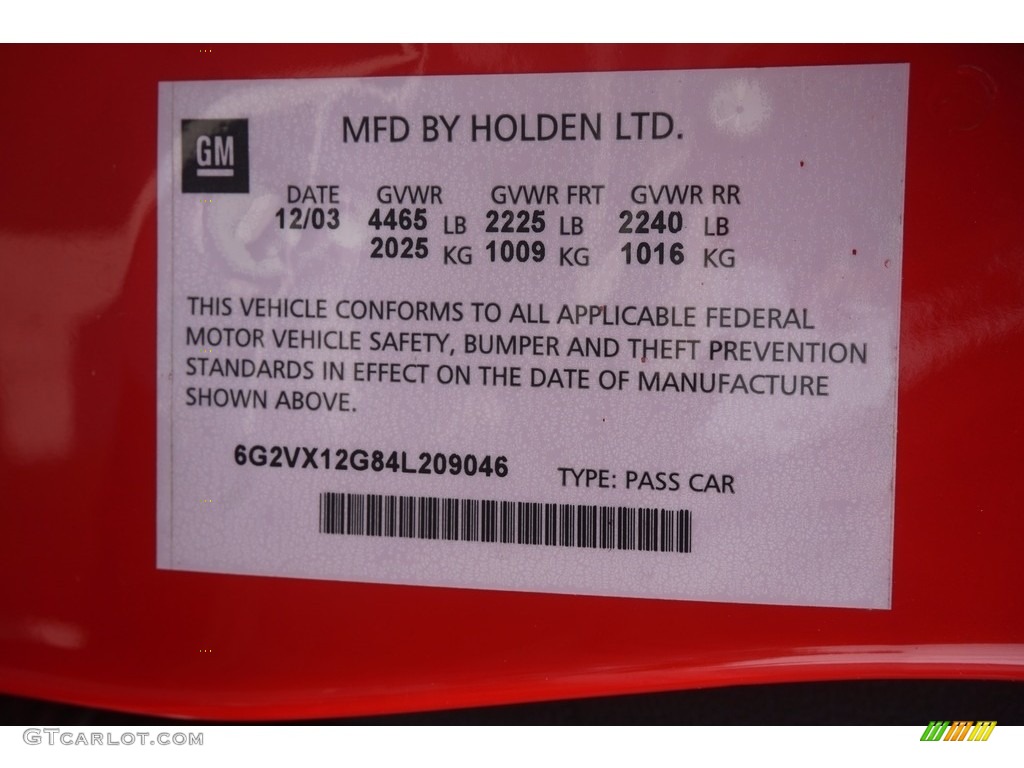 GM
MFD BY HOLDEN LTD.
DATE GVWR GVWR FRT GVWR RR
12/03 4465 LB 2225 LB 2240 LB
2025 KG 1009 KG 1016 KG
THIS VEHICLE CONFORMS TO ALL APPLICABLE FEDERAL
MOTOR VEHICLE SAFETY, BUMPER AND THEFT PREVENTION
STANDARDS IN EFFECT ON THE DATE OF MANUFACTURE
SHOWN ABOVE.
6G2VX12G84L209046 TYPE: PASS CAR
GTCARLOT.COM